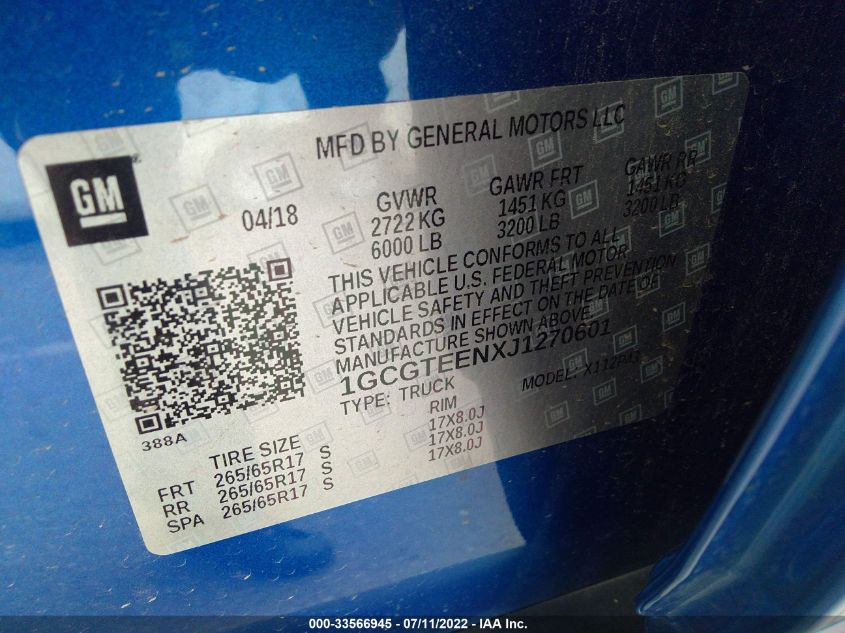 MFD BY GENERAL MOTORS LLC
GM
04/18
GVWR
2722 KG
6000 LB
GAWR FRT
1451 KG
3200 LB
GAWR RR
1451 KG
3200 LB
THIS VEHICLE CONFORMS TO ALL
APPLICABLE U.S. FEDERAL MOTOR
VEHICLE SAFETY AND THEFT PREVENTION
STANDARDS IN EFFECT ON THE DATE OF
MANUFACTURE SHOWN ABOVE.
1GCGTEENXJ1270601
TYPE: TRUCK
MODEL:
388A
TIRE SIZE
RIM
FRT 265/65R17 S 17X8.0J
RR 265/65R17 S 17X8.0J
SPA 265/65R17 S 17X8.0J
000-33566945 - 07/11/2022 - IAA Inc.